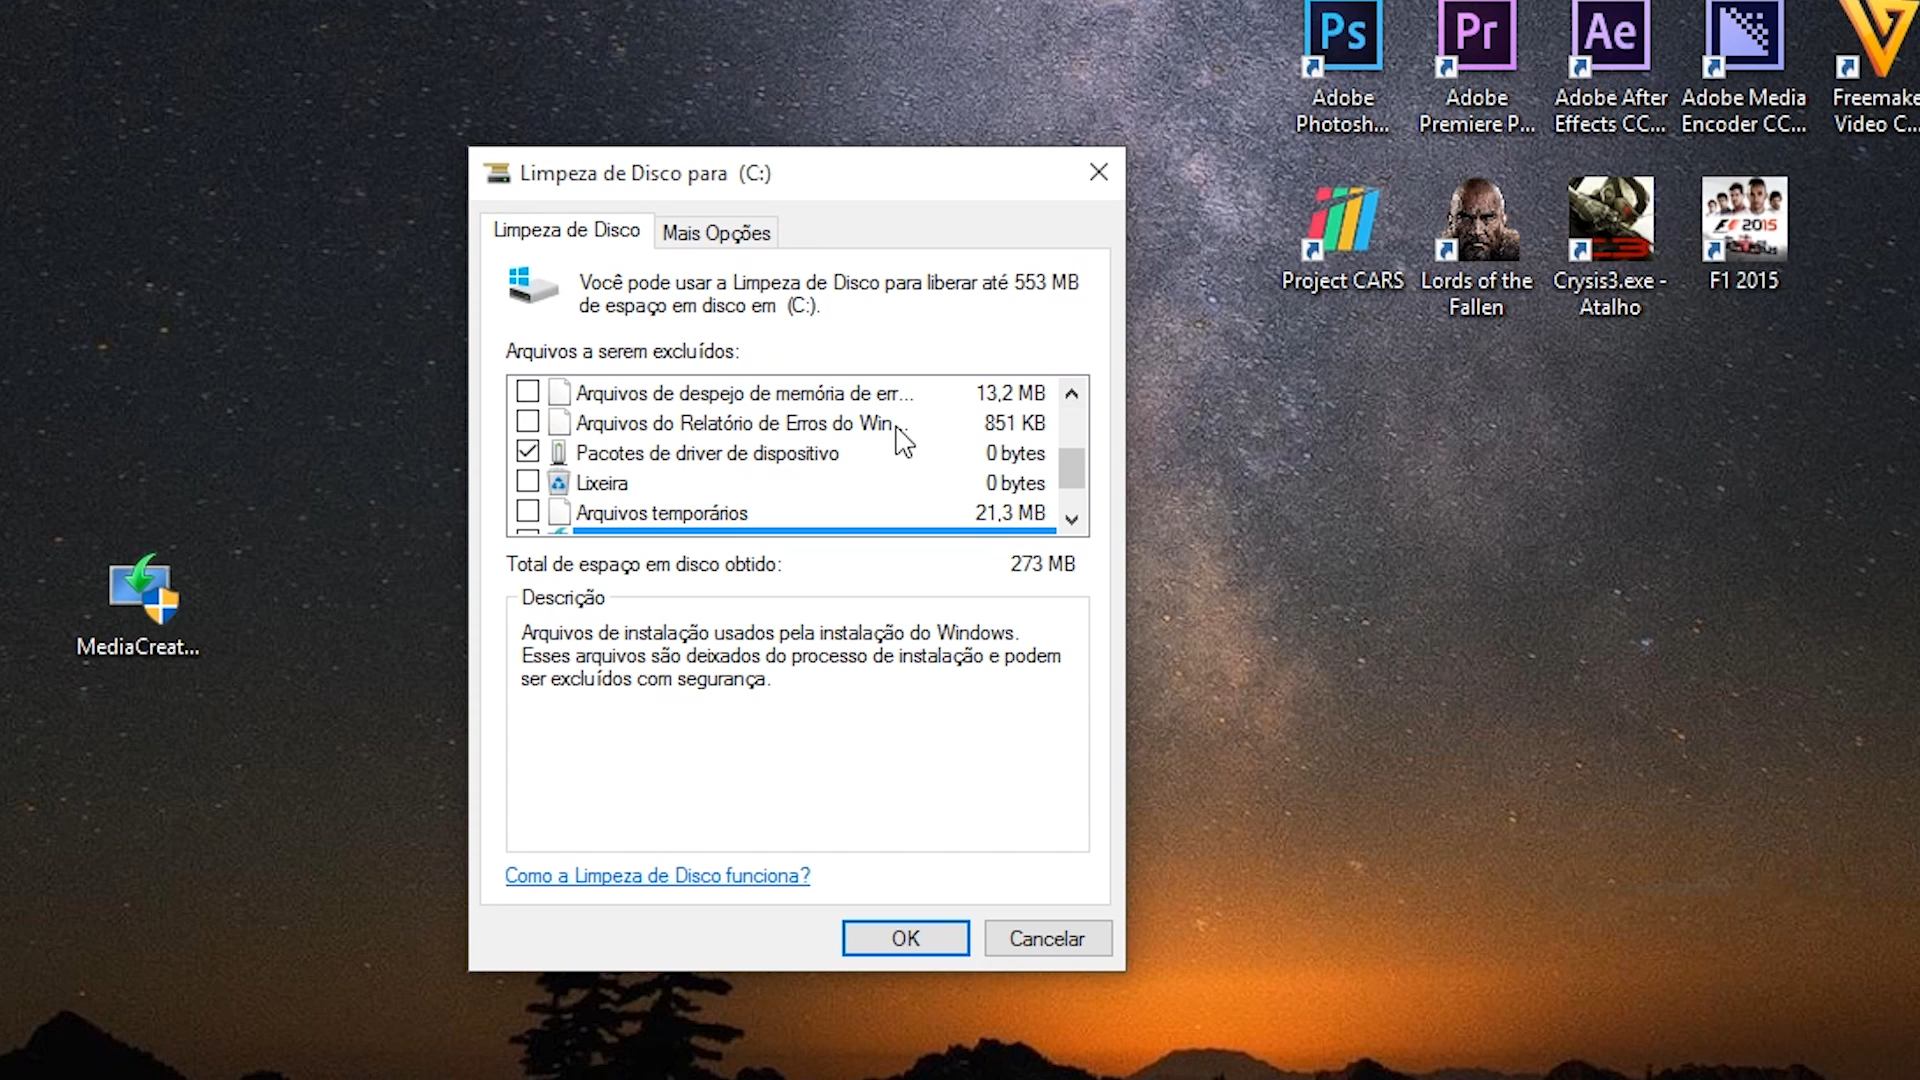 Ps Pr Ae
Adobe
Photosh...
Adobe
Premiere P...
Adobe After
Effects CC...
Adobe Media
Encoder CC...
Freemake
Video C...
Limpeza de Disco para (C:)
Limpeza de Disco
Mais Opções
Você pode usar a Limpeza de Disco para liberar até 553 MB
de espaço em disco em (C:).
Arquivos a serem excluídos:
Arquivos de despejo de memória de err... 13,2 MB
Arquivos do Relatório de Erros do Win... 851 KB
Pacotes de driver de dispositivo 0 bytes
Lixeira 0 bytes
Arquivos temporários 21,3 MB
Total de espaço em disco obtido: 273 MB
Descrição
Arquivos de instalação usados pela instalação do Windows.
Esses arquivos são deixados do processo de instalação e podem
ser excluídos com segurança.
Como a Limpeza de Disco funciona?
OK
Cancelar
Project CARS
Lords of the
Fallen
Crysis3.exe -
Atalho
F1 2015
F1 2015
MediaCreat...